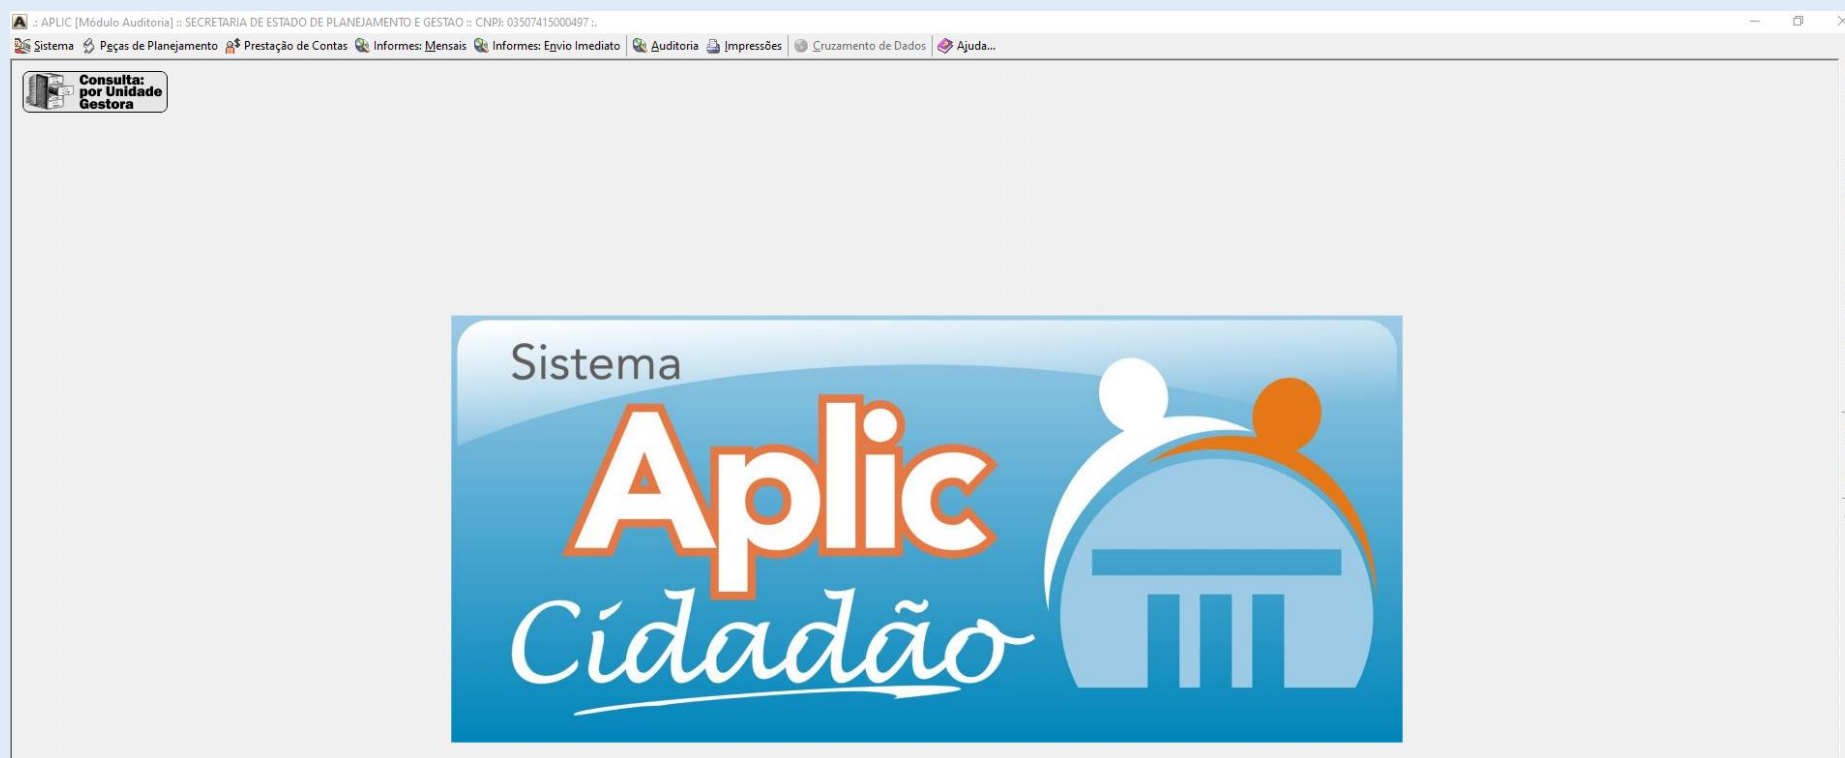 .: APLIC [Módulo Auditoria] :: SECRETARIA DE ESTADO DE PLANEJAMENTO E GESTAO :: CNPJ: 03507415000497 :.
Sistema Peças de Planejamento Prestação de Contas Informes: Mensais Informes: Envio Imediato Auditoria Impressões Cruzamento de Dados Ajuda...
Consulta:
por Unidade
Gestora
Sistema
Aplic
Cidadão